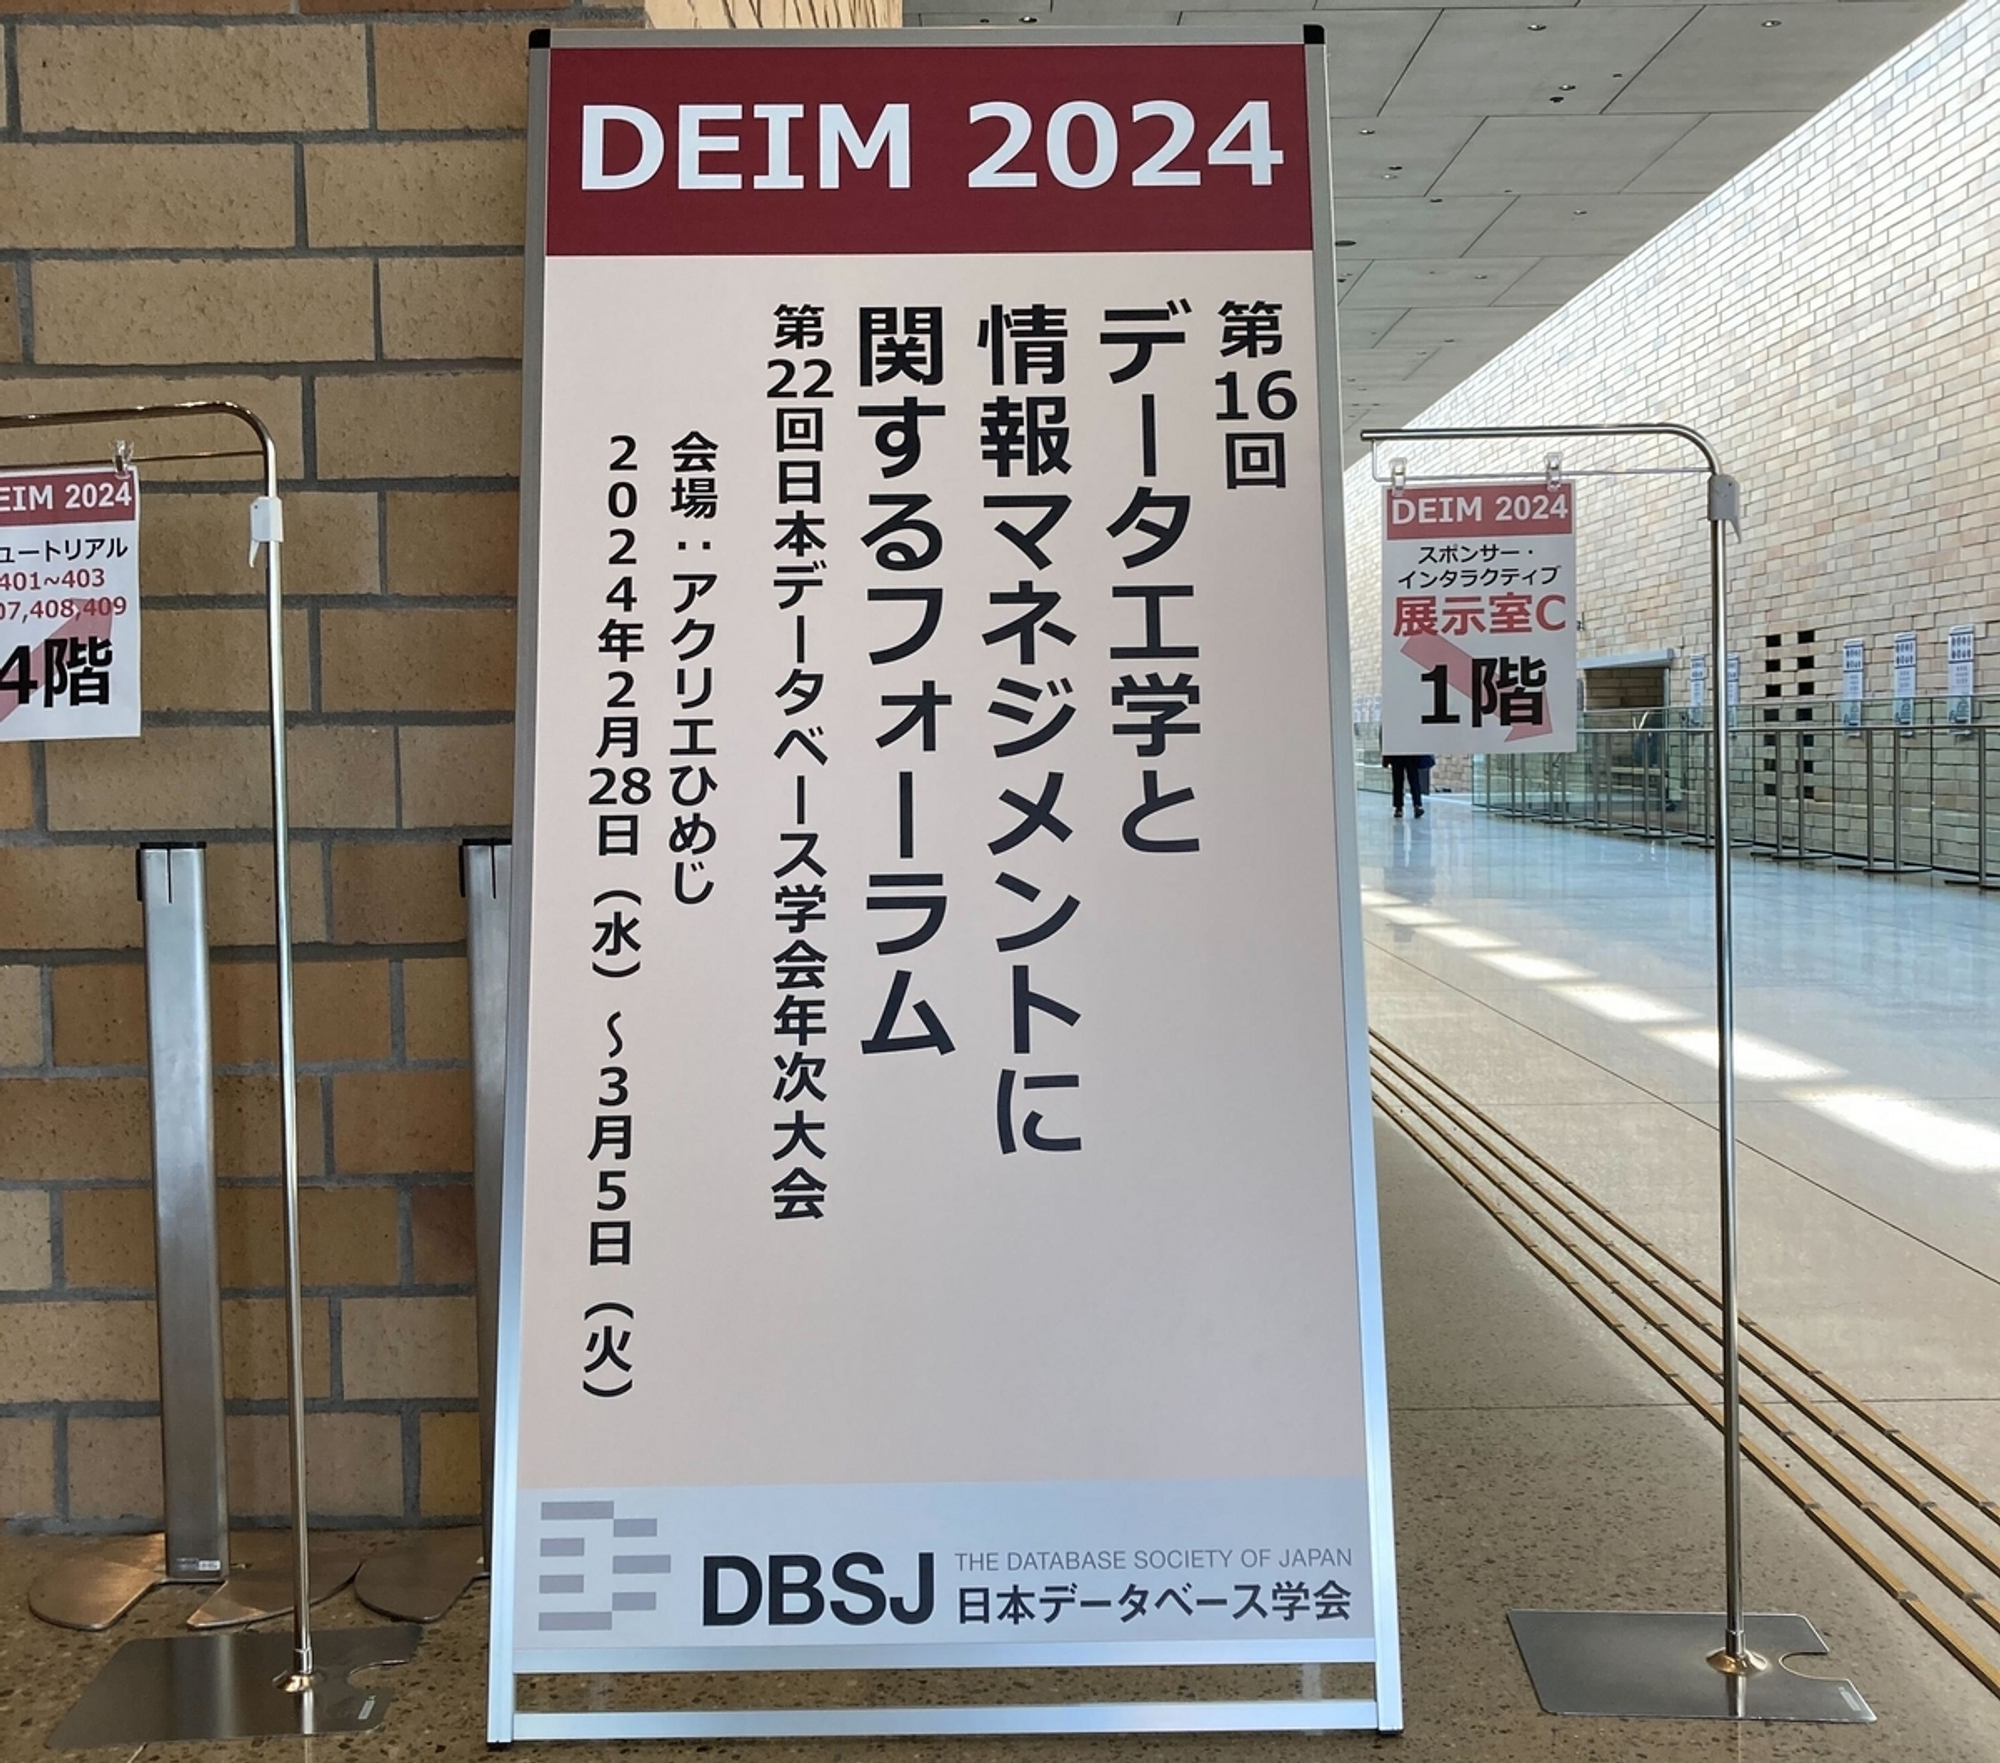 DEIM 2024
第16回
データ工学と
情報マネジメントに
関するフォーラム
第22回日本データベース学会年次大会
会場：アクリエひめじ
2024年2月28日（水）～3月5日（火）
DBSJ
THE DATABASE SOCIETY OF JAPAN
日本データベース学会
EIM 2024
ュートリアル
401~403
07,408,409
4階
DEIM 2024
スポンサー・
インタラクティブ
展示室C
1階